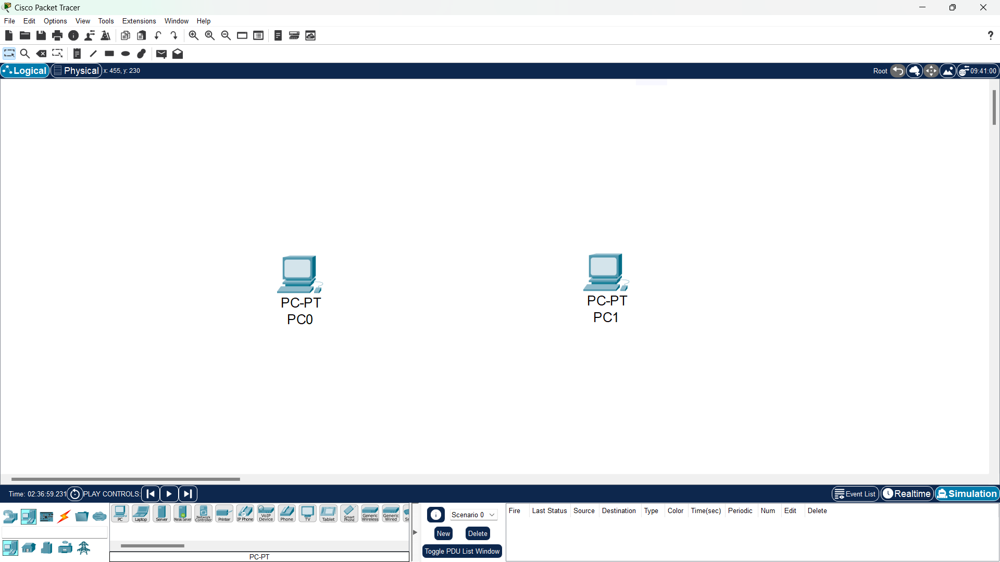 Cisco Packet Tracer
File Edit Options View Tools Extensions Window Help
Logical Physical x: 455, y: 230 Root 09:41:00
PC-PT
PC0
PC-PT
PC1
Time: 02:36:59.231 PLAY CONTROLS: Event List Realtime Simulation
PC Laptop Server Meraki Server Network Controller Printer IP Phone VoIP Device Phone TV Tablet Smart Phone Generic Wireless Generic Wired
PC-PT
Scenario 0
New Delete
Toggle PDU List Window
Fire Last Status Source Destination Type Color Time(sec) Periodic Num Edit Delete